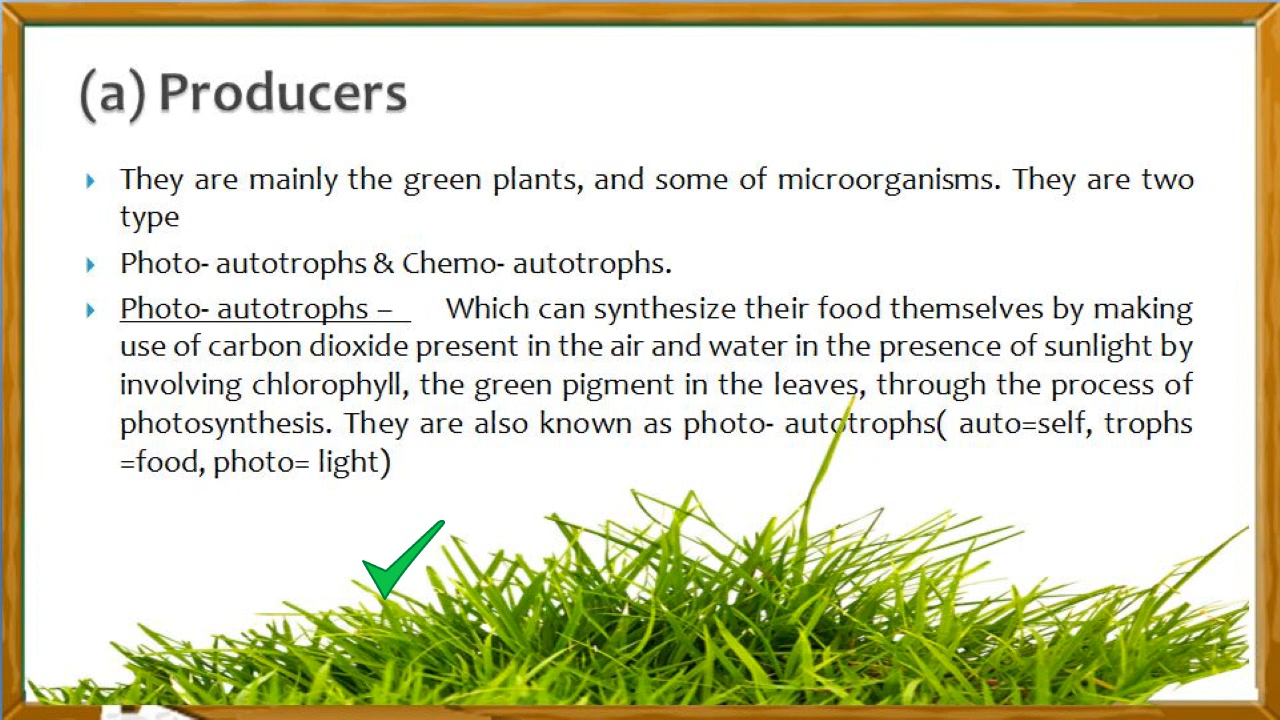 (a) Producers
They are mainly the green plants, and some of microorganisms. They are two
type
Photo- autotrophs & Chemo- autotrophs.
Photo- autotrophs – Which can synthesize their food themselves by making
use of carbon dioxide present in the air and water in the presence of sunlight by
involving chlorophyll, the green pigment in the leaves, through the process of
photosynthesis. They are also known as photo- autotrophs( auto=self, trophs
=food, photo= light)